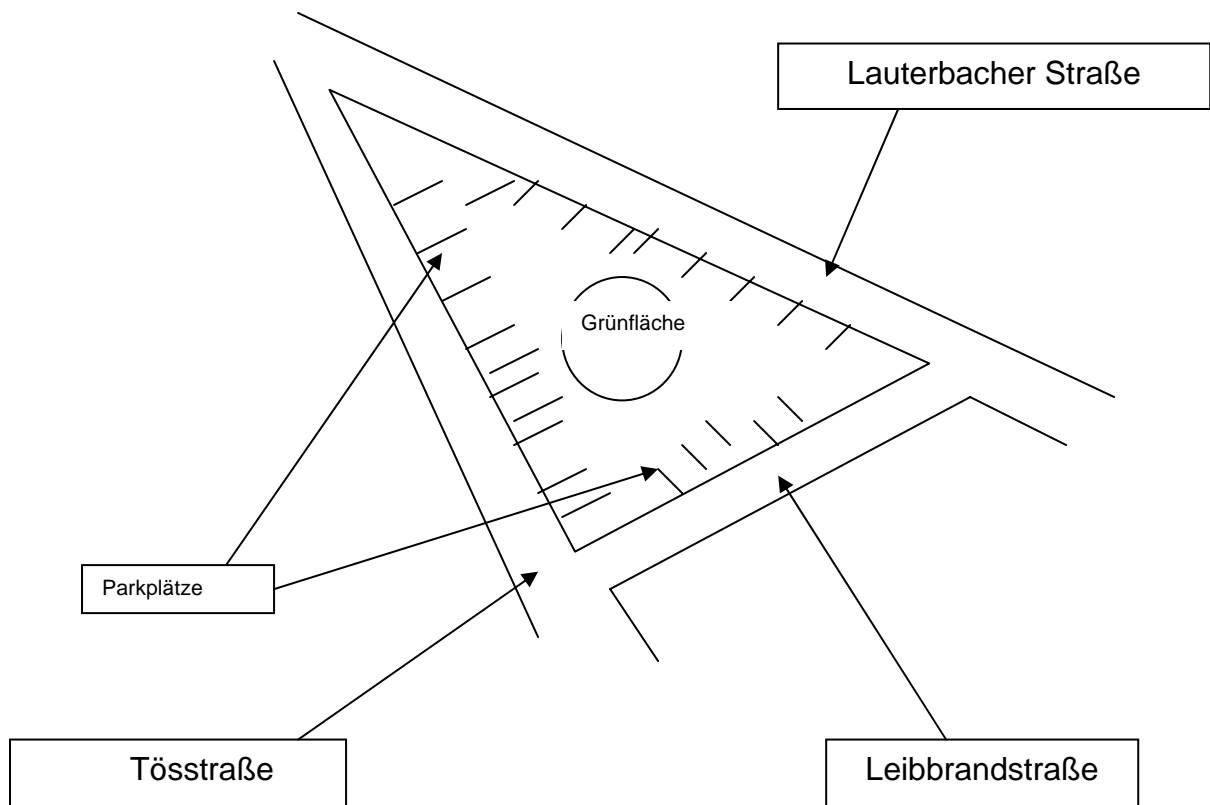 Lauterbacher Straße
Grünfläche
Parkplätze
Tösstraße
Leibbrandstraße